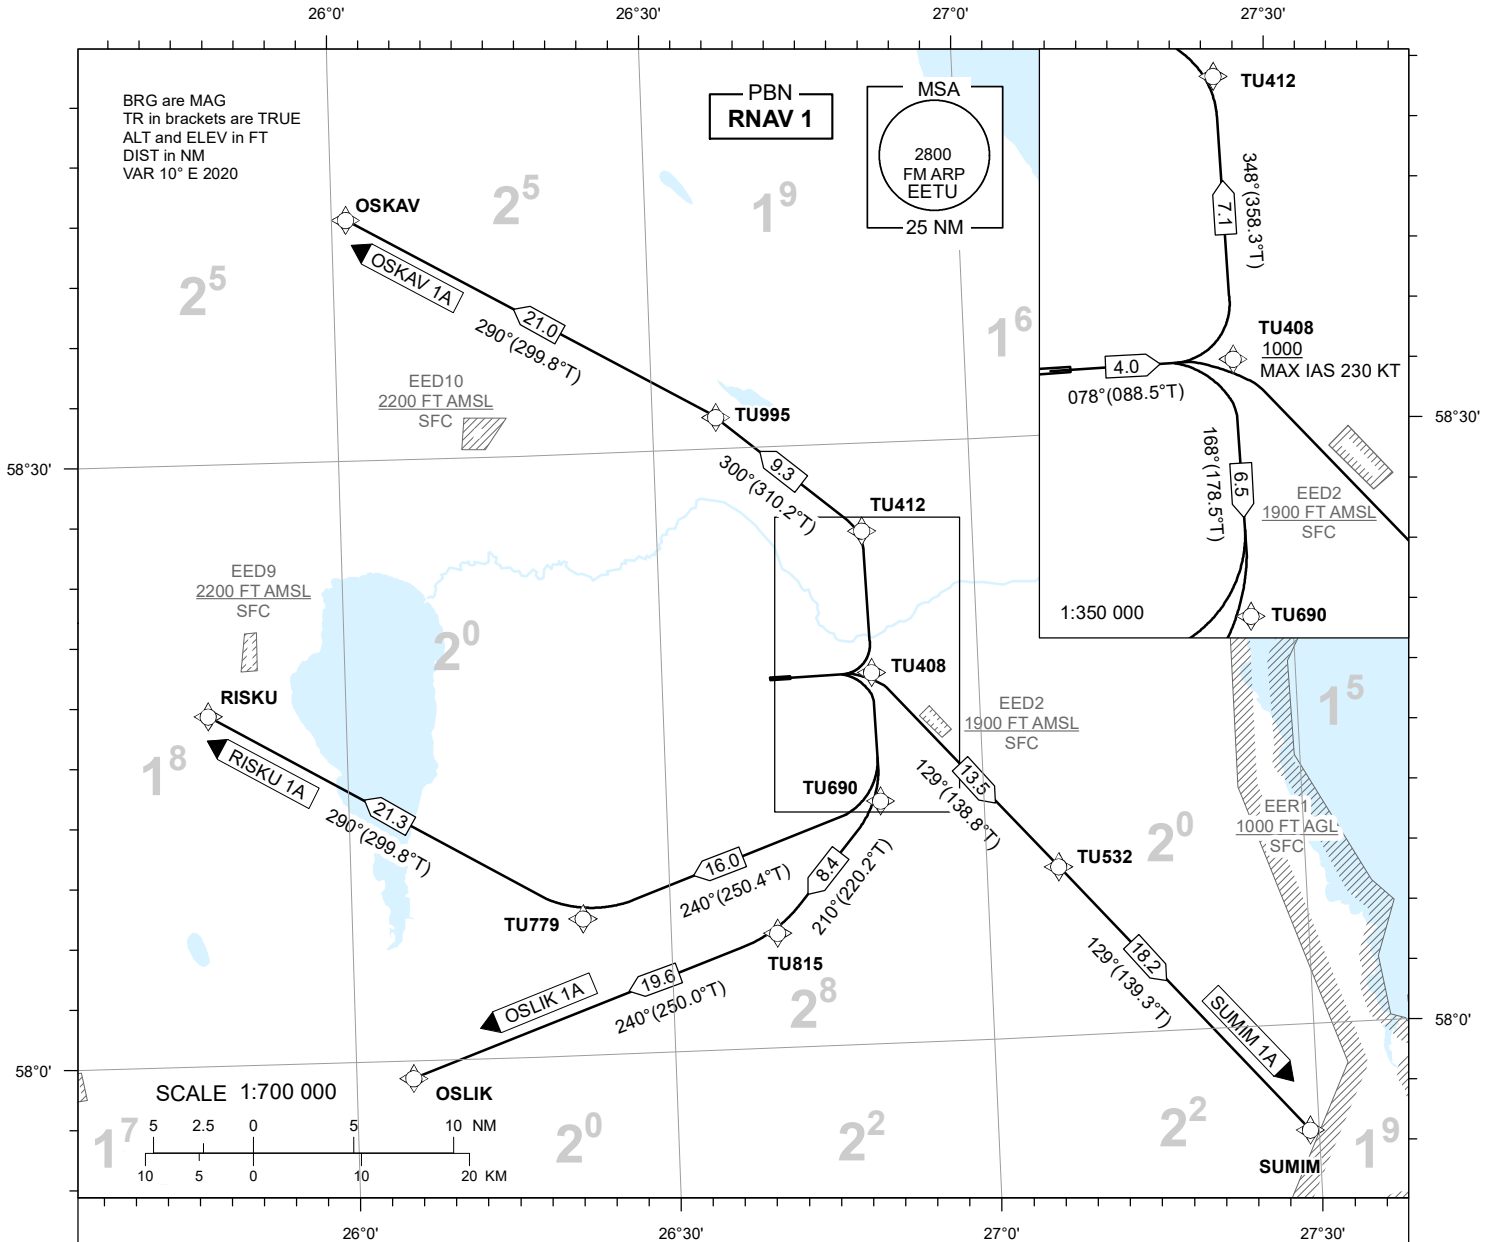 26°0'
26°30'
27°0'
27°30'
BRG are MAG
TR in brackets are TRUE
ALT and ELEV in FT
DIST in NM
VAR 10° E 2020
PBN
RNAV 1
MSA
2800
FM ARP
EETU
25 NM
TU412
348°(358.3°T)
7.1
TU408
1000
MAX IAS 230 KT
4.0
078°(088.5°T)
168°(178.5°T)
6.5
EED2
1900 FT AMSL
SFC
1:350 000
TU690
OSKAV
2⁵
1⁹
2⁵
1⁶
OSKAV 1A
21.0
290°(299.8°T)
EED10
2200 FT AMSL
SFC
TU995
58°30'
58°30'
9.3
300°(310.2°T)
TU412
EED9
2200 FT AMSL
SFC
2⁰
TU408
RISKU
EED2
1900 FT AMSL
SFC
1⁵
1⁸
RISKU 1A
21.3
290°(299.8°T)
TU690
13.5
129°(138.8°T)
EER1
1000 FT AGL
SFC
2⁰
16.0
240°(250.4°T)
8.4
210°(220.2°T)
TU532
TU779
TU815
18.2
129°(139.3°T)
19.6
240°(250.0°T)
OSLIK 1A
2⁸
SUMIM 1A
58°0'
58°0'
OSLIK
SCALE 1:700 000
5 2.5 0 5 10 NM
10 5 0 10 20 KM
1⁷
2⁰
2²
2²
1⁹
SUMIM
26°0'
26°30'
27°0'
27°30'